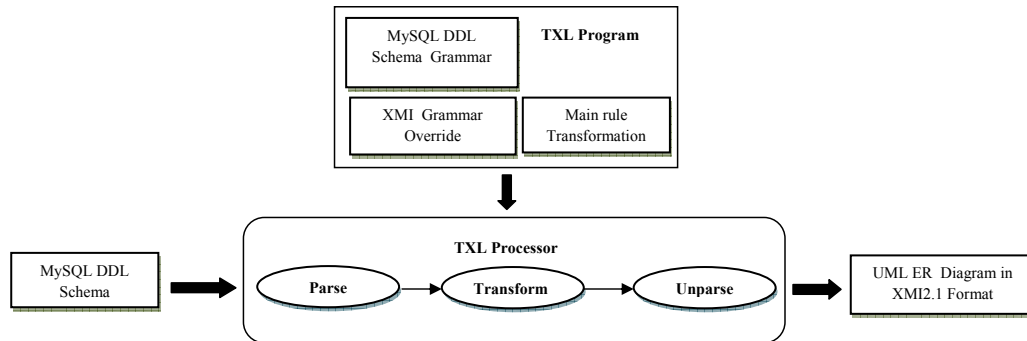 MySQL DDL
Schema Grammar
TXL Program
XMI Grammar
Override
Main rule
Transformation
TXL Processor
MySQL DDL
Schema
Parse
Transform
Unparse
UML ER Diagram in
XMI2.1 Format